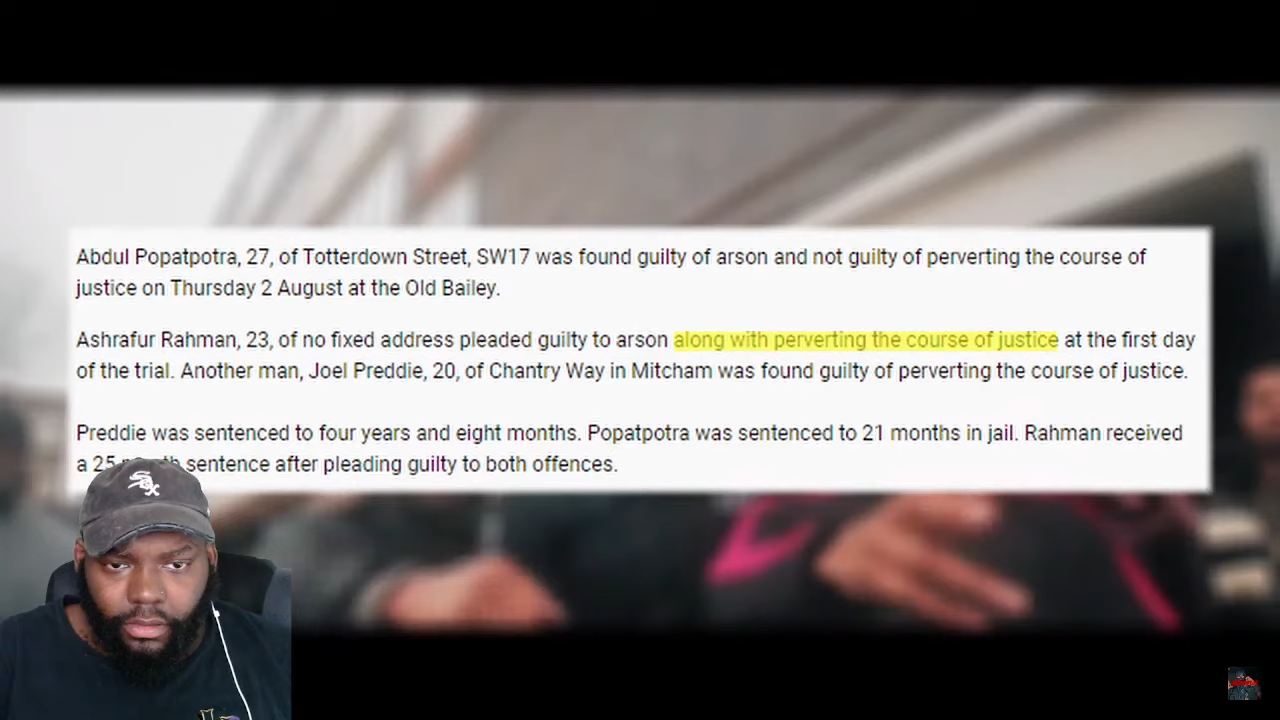 Abdul Popatpotra, 27, of Totterdown Street, SW17 was found guilty of arson and not guilty of perverting the course of
justice on Thursday 2 August at the Old Bailey.
Ashrafur Rahman, 23, of no fixed address pleaded guilty to arson along with perverting the course of justice at the first day
of the trial. Another man, Joel Preddie, 20, of Chantry Way in Mitcham was found guilty of perverting the course of justice.
Preddie was sentenced to four years and eight months. Popatpotra was sentenced to 21 months in jail. Rahman received
a 25 sentence after pleading guilty to both offences.
Sox